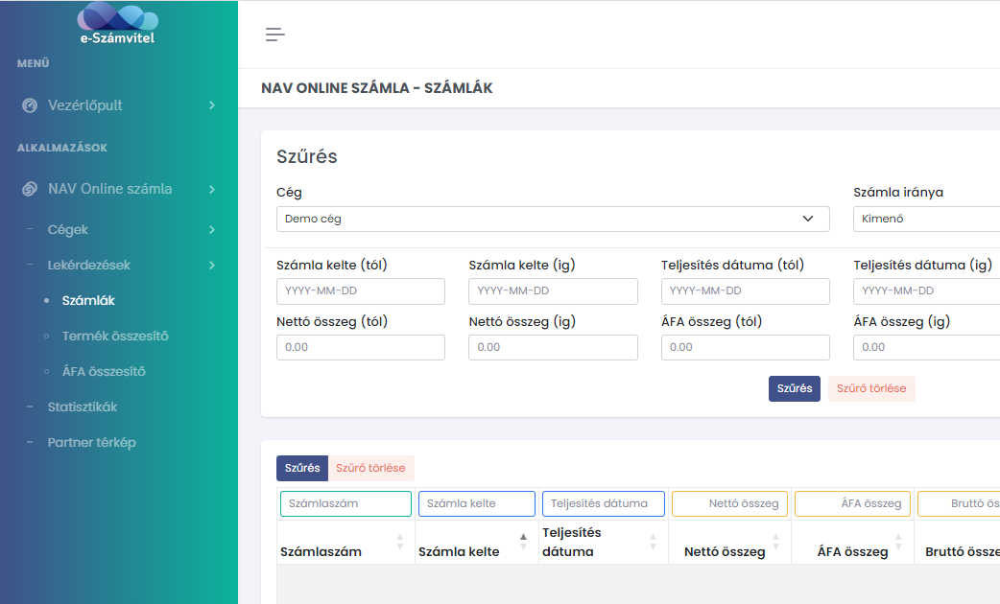 e-Számvitel
MENÜ
Vezérlőpult
ALKALMAZÁSOK
NAV Online számla
Cégek
Lekérdezések
Számlák
Termék összesítő
ÁFA összesítő
Statisztikák
Partner térkép
NAV ONLINE SZÁMLA - SZÁMLÁK
Szűrés
Cég Számla iránya
Demo cég Kimenő
Számla kelte (tól) Számla kelte (ig) Teljesítés dátuma (tól) Teljesítés dátuma (ig)
YYYY-MM-DD YYYY-MM-DD YYYY-MM-DD YYYY-MM-DD
Nettó összeg (tól) Nettó összeg (ig) ÁFA összeg (tól) ÁFA összeg (ig)
0.00 0.00 0.00 0.00
Szűrés Szűrő törlése
Szűrés Szűrő törlése
Számlaszám Számla kelte Teljesítés dátuma Nettó összeg ÁFA összeg Bruttó ös
Számlaszám Számla kelte Teljesítés dátuma Nettó összeg ÁFA összeg Bruttó össze